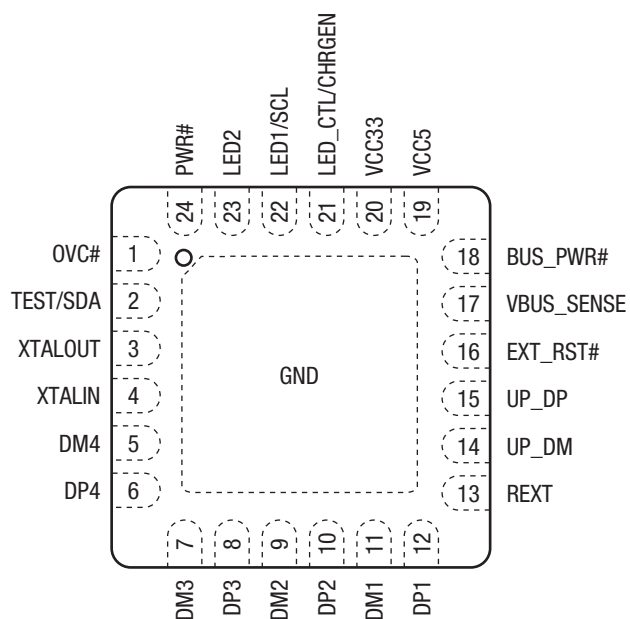 PWR#
LED2
LED1/SCL
LED_CTL/CHRGEN
VCC33
VCC5
24
23
22
21
20
19
OVC# 1
TEST/SDA 2
XTALOUT 3
XTALIN 4
DM4 5
DP4 6
GND
18 BUS_PWR#
17 VBUS_SENSE
16 EXT_RST#
15 UP_DP
14 UP_DM
13 REXT
7
8
9
10
11
12
DM3
DP3
DM2
DP2
DM1
DP1